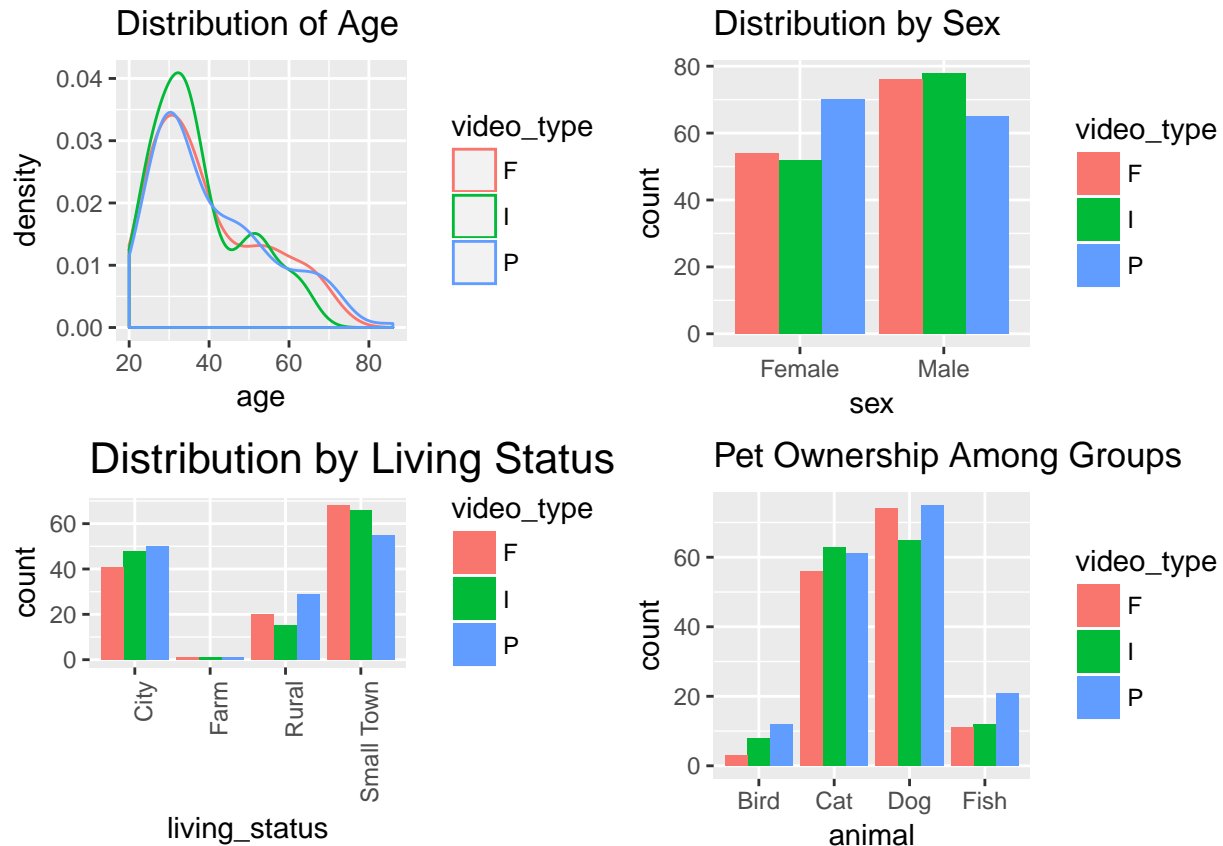 Distribution of Age
density
0.04
0.03
0.02
0.01
0.00
20 40 60 80
age
video_type
F
I
P
Distribution by Sex
count
80
60
40
20
0
Female Male
sex
video_type
F
I
P
Distribution by Living Status
count
60
40
20
0
City
Farm
Rural
Small Town
living_status
video_type
F
I
P
Pet Ownership Among Groups
count
60
40
20
0
Bird Cat Dog Fish
animal
video_type
F
I
P